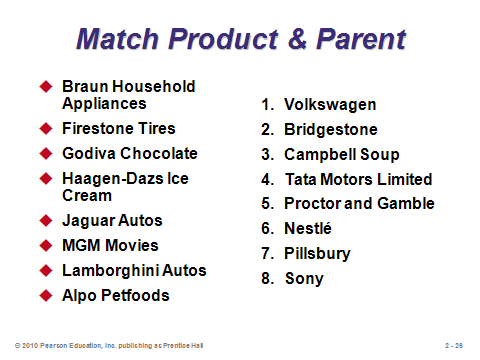 Match Product & Parent
Braun Household
Appliances
Firestone Tires
Godiva Chocolate
Haagen-Dazs Ice
Cream
Jaguar Autos
MGM Movies
Lamborghini Autos
Alpo Petfoods
1. Volkswagen
2. Bridgestone
3. Campbell Soup
4. Tata Motors Limited
5. Proctor and Gamble
6. Nestlé
7. Pillsbury
8. Sony
© 2010 Pearson Education, Inc. publishing as Prentice Hall
2 - 26